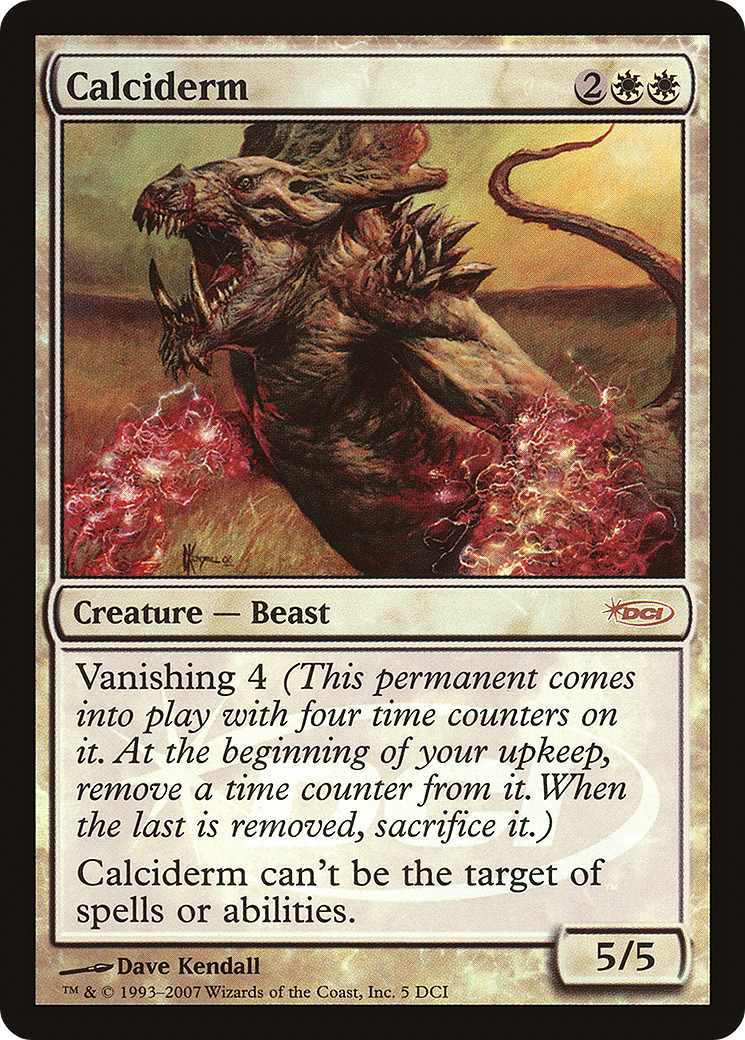 Calciderm 2
Creature — Beast DCI
Vanishing 4 (This permanent comes
into play with four time counters on
it. At the beginning of your upkeep,
remove a time counter from it. When
the last is removed, sacrifice it.)
DCI
Calciderm can't be the target of
spells or abilities.
5/5
Dave Kendall
™ & © 1993–2007 Wizards of the Coast, Inc. 5 DCI